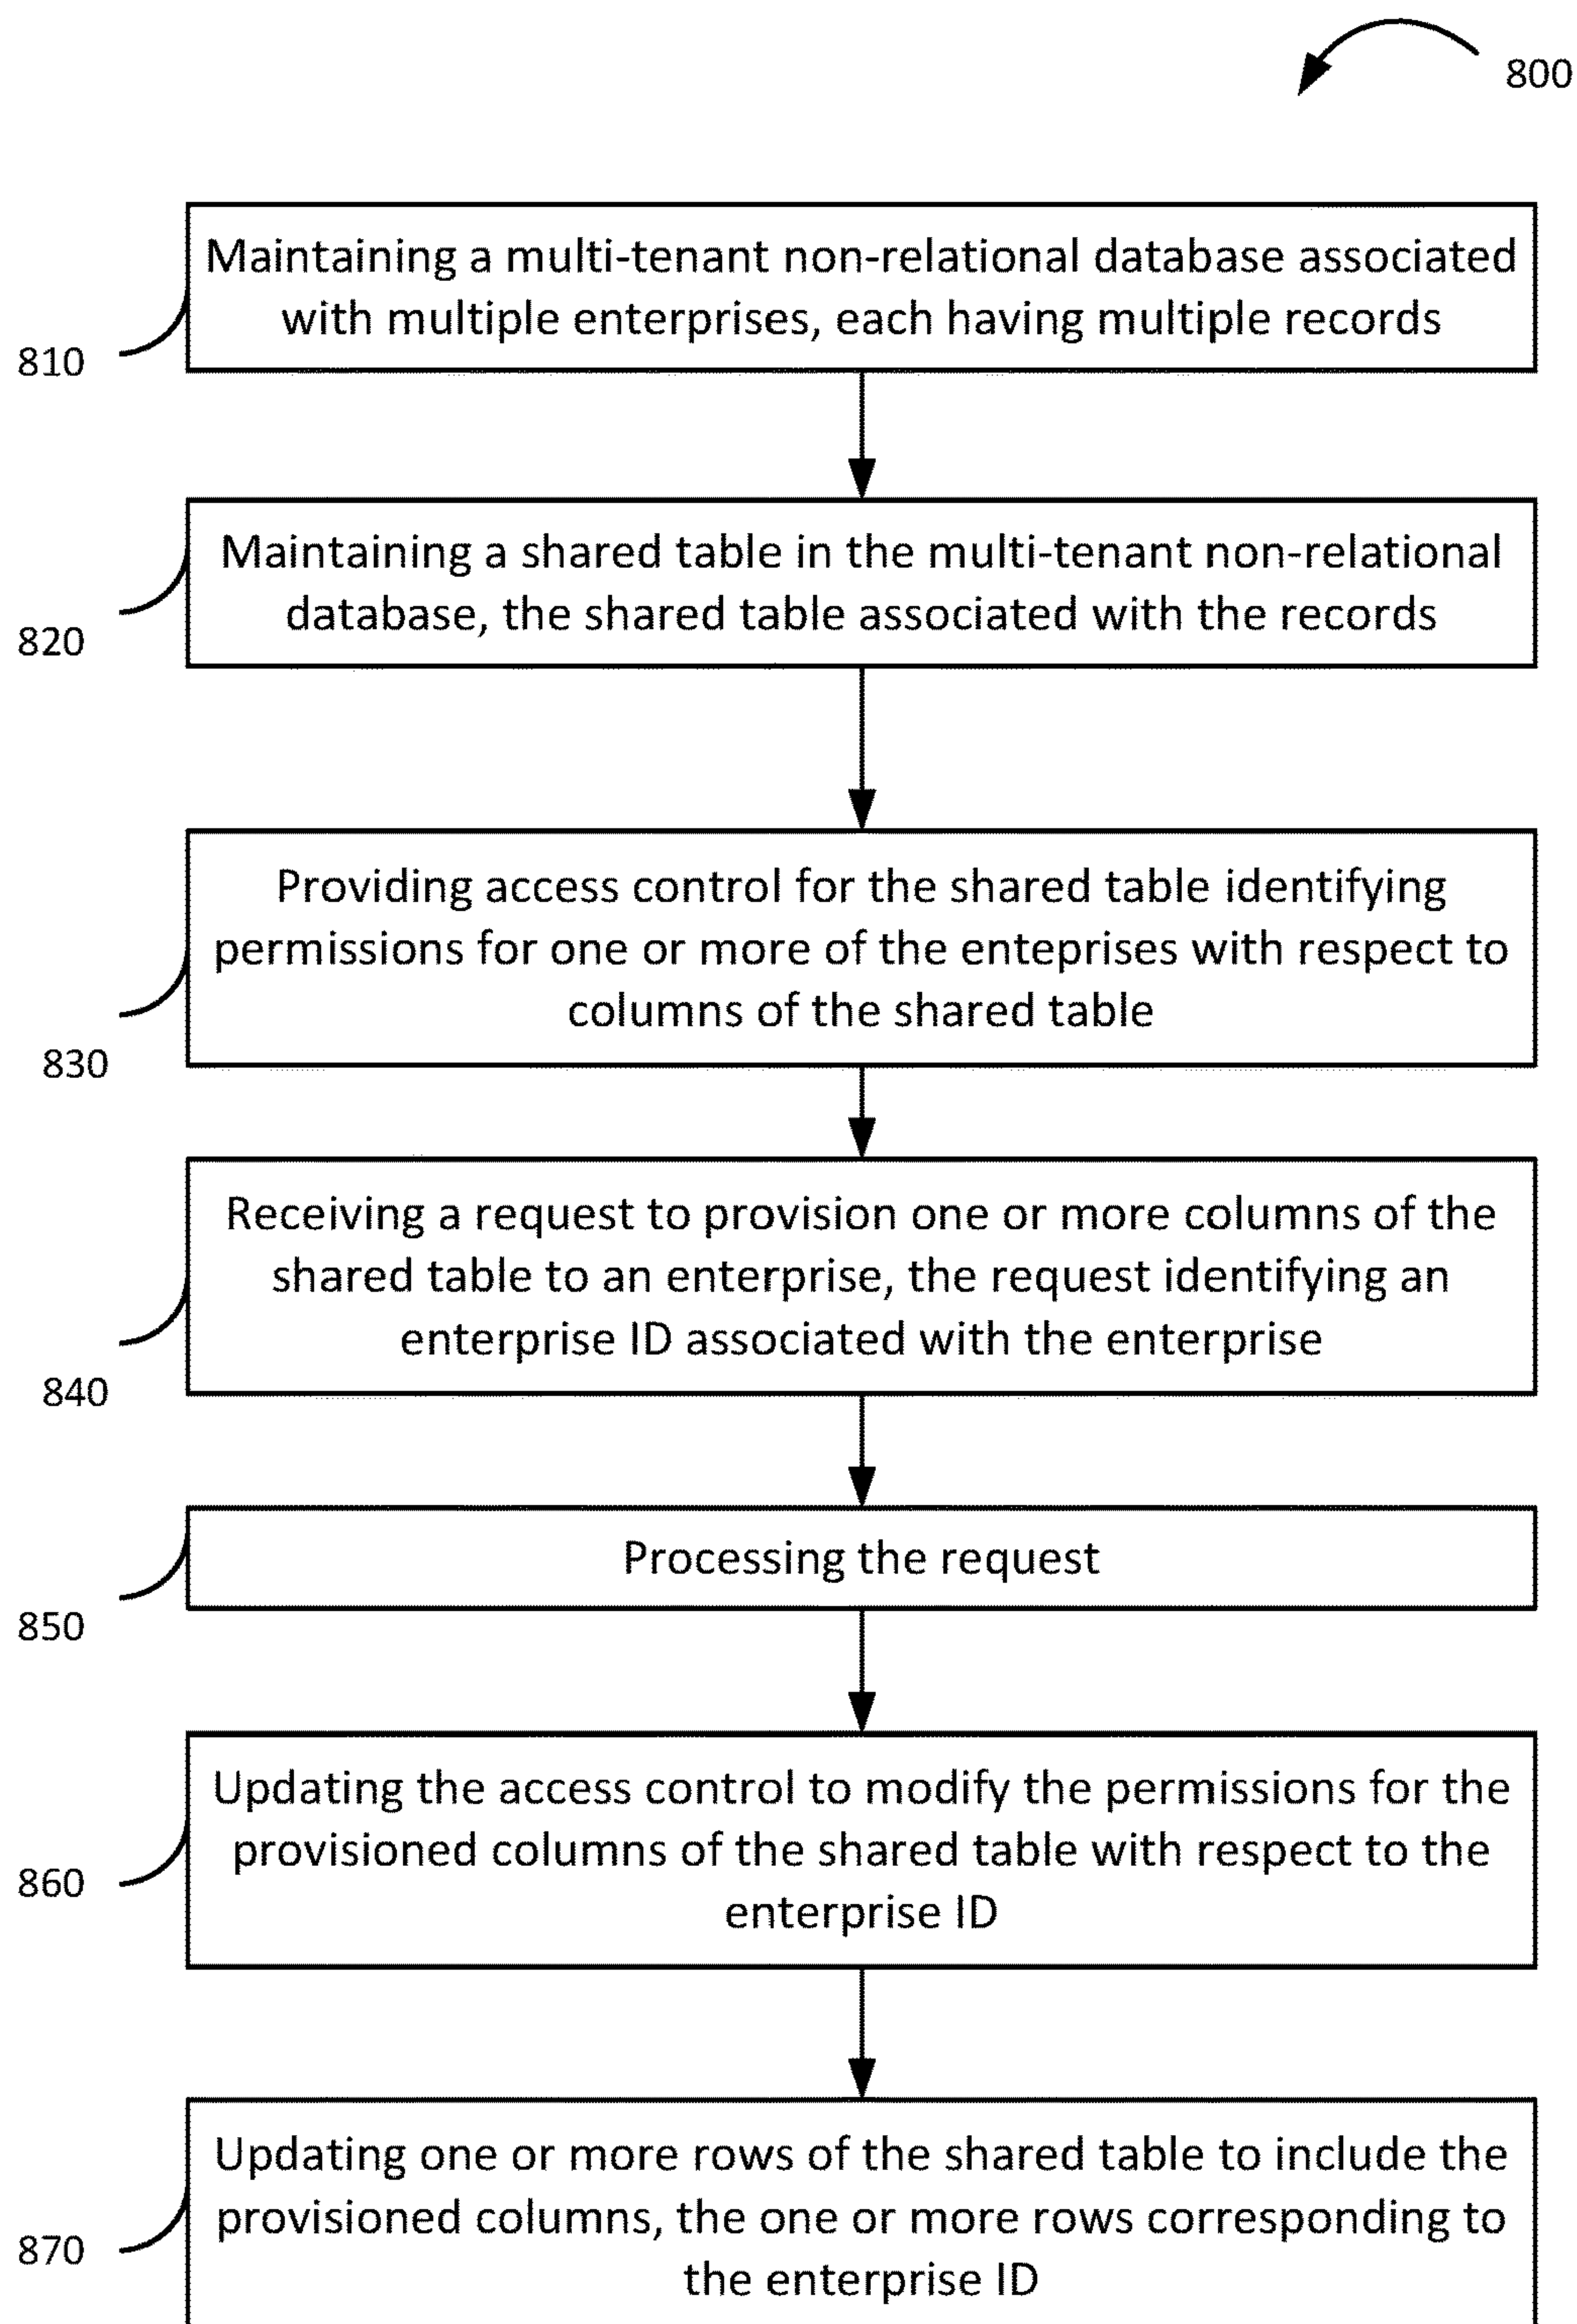 800
Maintaining a multi-tenant non-relational database associated
with multiple enterprises, each having multiple records
810
Maintaining a shared table in the multi-tenant non-relational
database, the shared table associated with the records
820
Providing access control for the shared table identifying
permissions for one or more of the enteprises with respect to
columns of the shared table
830
Receiving a request to provision one or more columns of the
shared table to an enterprise, the request identifying an
enterprise ID associated with the enterprise
840
Processing the request
850
Updating the access control to modify the permissions for the
provisioned columns of the shared table with respect to the
enterprise ID
860
Updating one or more rows of the shared table to include the
provisioned columns, the one or more rows corresponding to
the enterprise ID
870